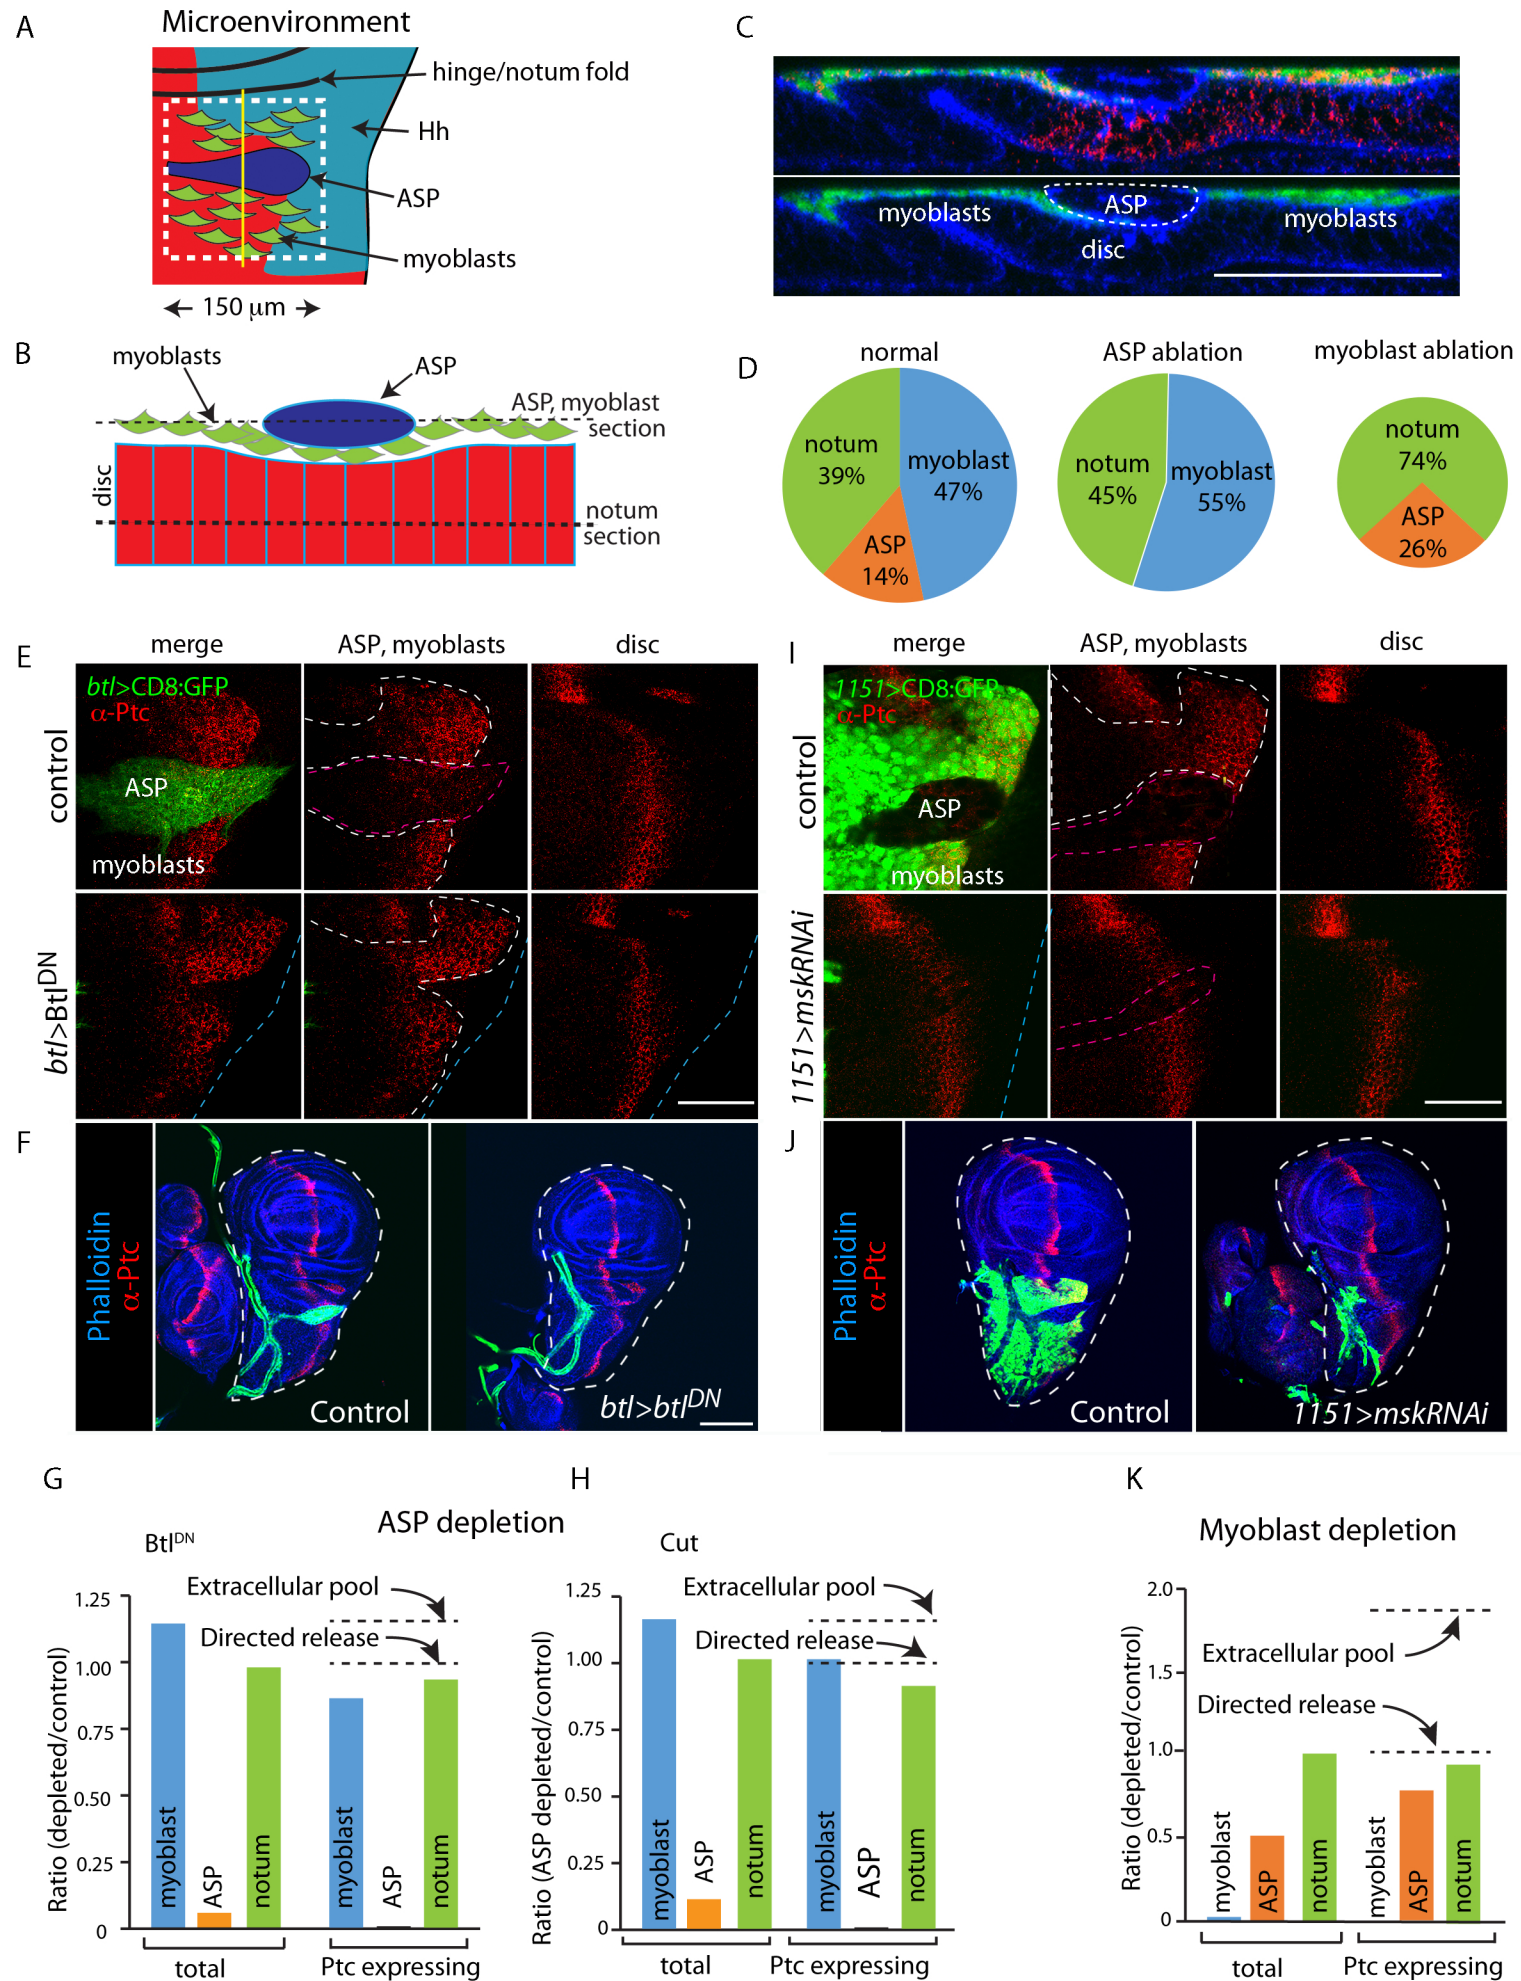 A
Microenvironment
hinge/notum fold
Hh
ASP
myoblasts
150 µm
B
myoblasts
ASP
ASP, myoblast
section
disc
notum
section
C
myoblasts
ASP
myoblasts
disc
D
normal
ASP ablation
myoblast ablation
notum
39%
myoblast
47%
ASP
14%
notum
45%
myoblast
55%
notum
74%
ASP
26%
E
merge
ASP, myoblasts
disc
control
btl>CD8:GFP
α-Ptc
ASP
myoblasts
btl>Btl^DN
F
Phalloidin
α-Ptc
Control
btl>btl^DN
I
merge
ASP, myoblasts
disc
control
1151>CD8:GFP
α-Ptc
ASP
myoblasts
1151>mskRNAi
J
Phalloidin
α-Ptc
Control
1151>mskRNAi
G
H
K
ASP depletion
Myoblast depletion
Btl^DN
Ratio (depleted/control)
1.25
1.00
0.75
0.50
0.25
0
Extracellular pool
Directed release
myoblast
ASP
notum
myoblast
ASP
notum
total
Ptc expressing
Cut
Ratio (ASP depleted/control)
1.25
1.00
0.75
0.50
0.25
0
Extracellular pool
Directed release
myoblast
ASP
notum
myoblast
ASP
notum
total
Ptc expressing
Ratio (depleted/control)
2.0
1.5
1.0
0.5
0
Extracellular pool
Directed release
myoblast
ASP
notum
myoblast
ASP
notum
total
Ptc expressing